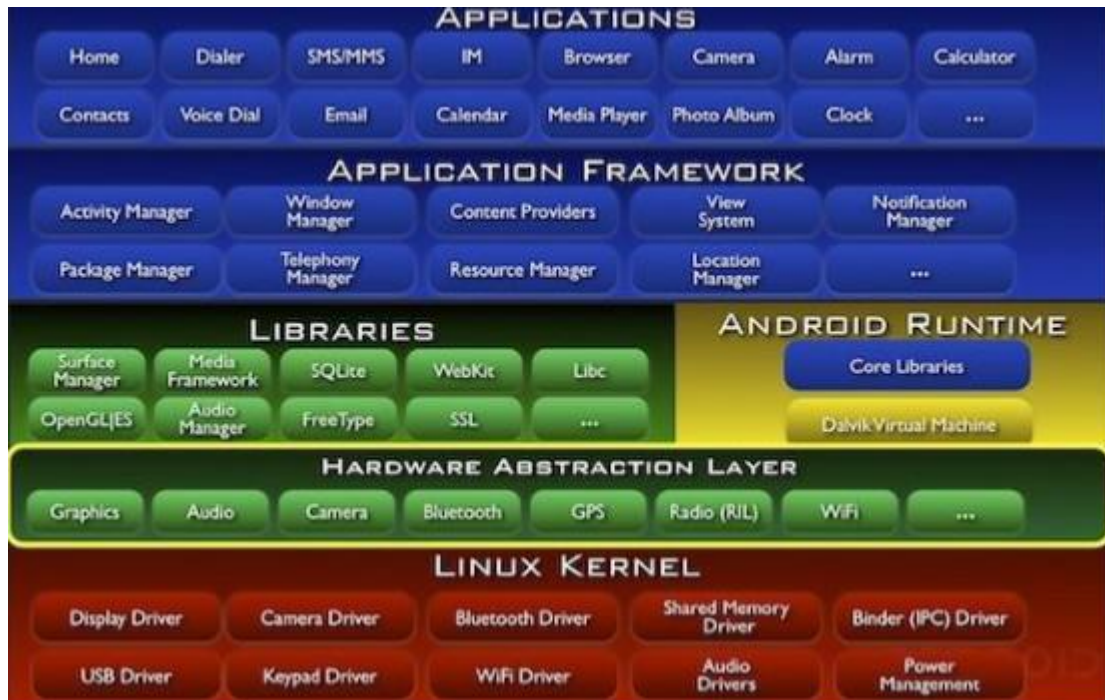 APPLICATIONS
Home Dialer SMS/MMS IM Browser Camera Alarm Calculator
Contacts Voice Dial Email Calendar Media Player Photo Album Clock ...
APPLICATION FRAMEWORK
Activity Manager Window Manager Content Providers View System Notification Manager
Package Manager Telephony Manager Resource Manager Location Manager ...
LIBRARIES
Surface Manager Media Framework SQLite WebKit Libc
OpenGL|ES Audio Manager FreeType SSL ...
ANDROID RUNTIME
Core Libraries
Dalvik Virtual Machine
HARDWARE ABSTRACTION LAYER
Graphics Audio Camera Bluetooth GPS Radio (RIL) WiFi ...
LINUX KERNEL
Display Driver Camera Driver Bluetooth Driver Shared Memory Driver Binder (IPC) Driver
USB Driver Keypad Driver WiFi Driver Audio Drivers Power Management